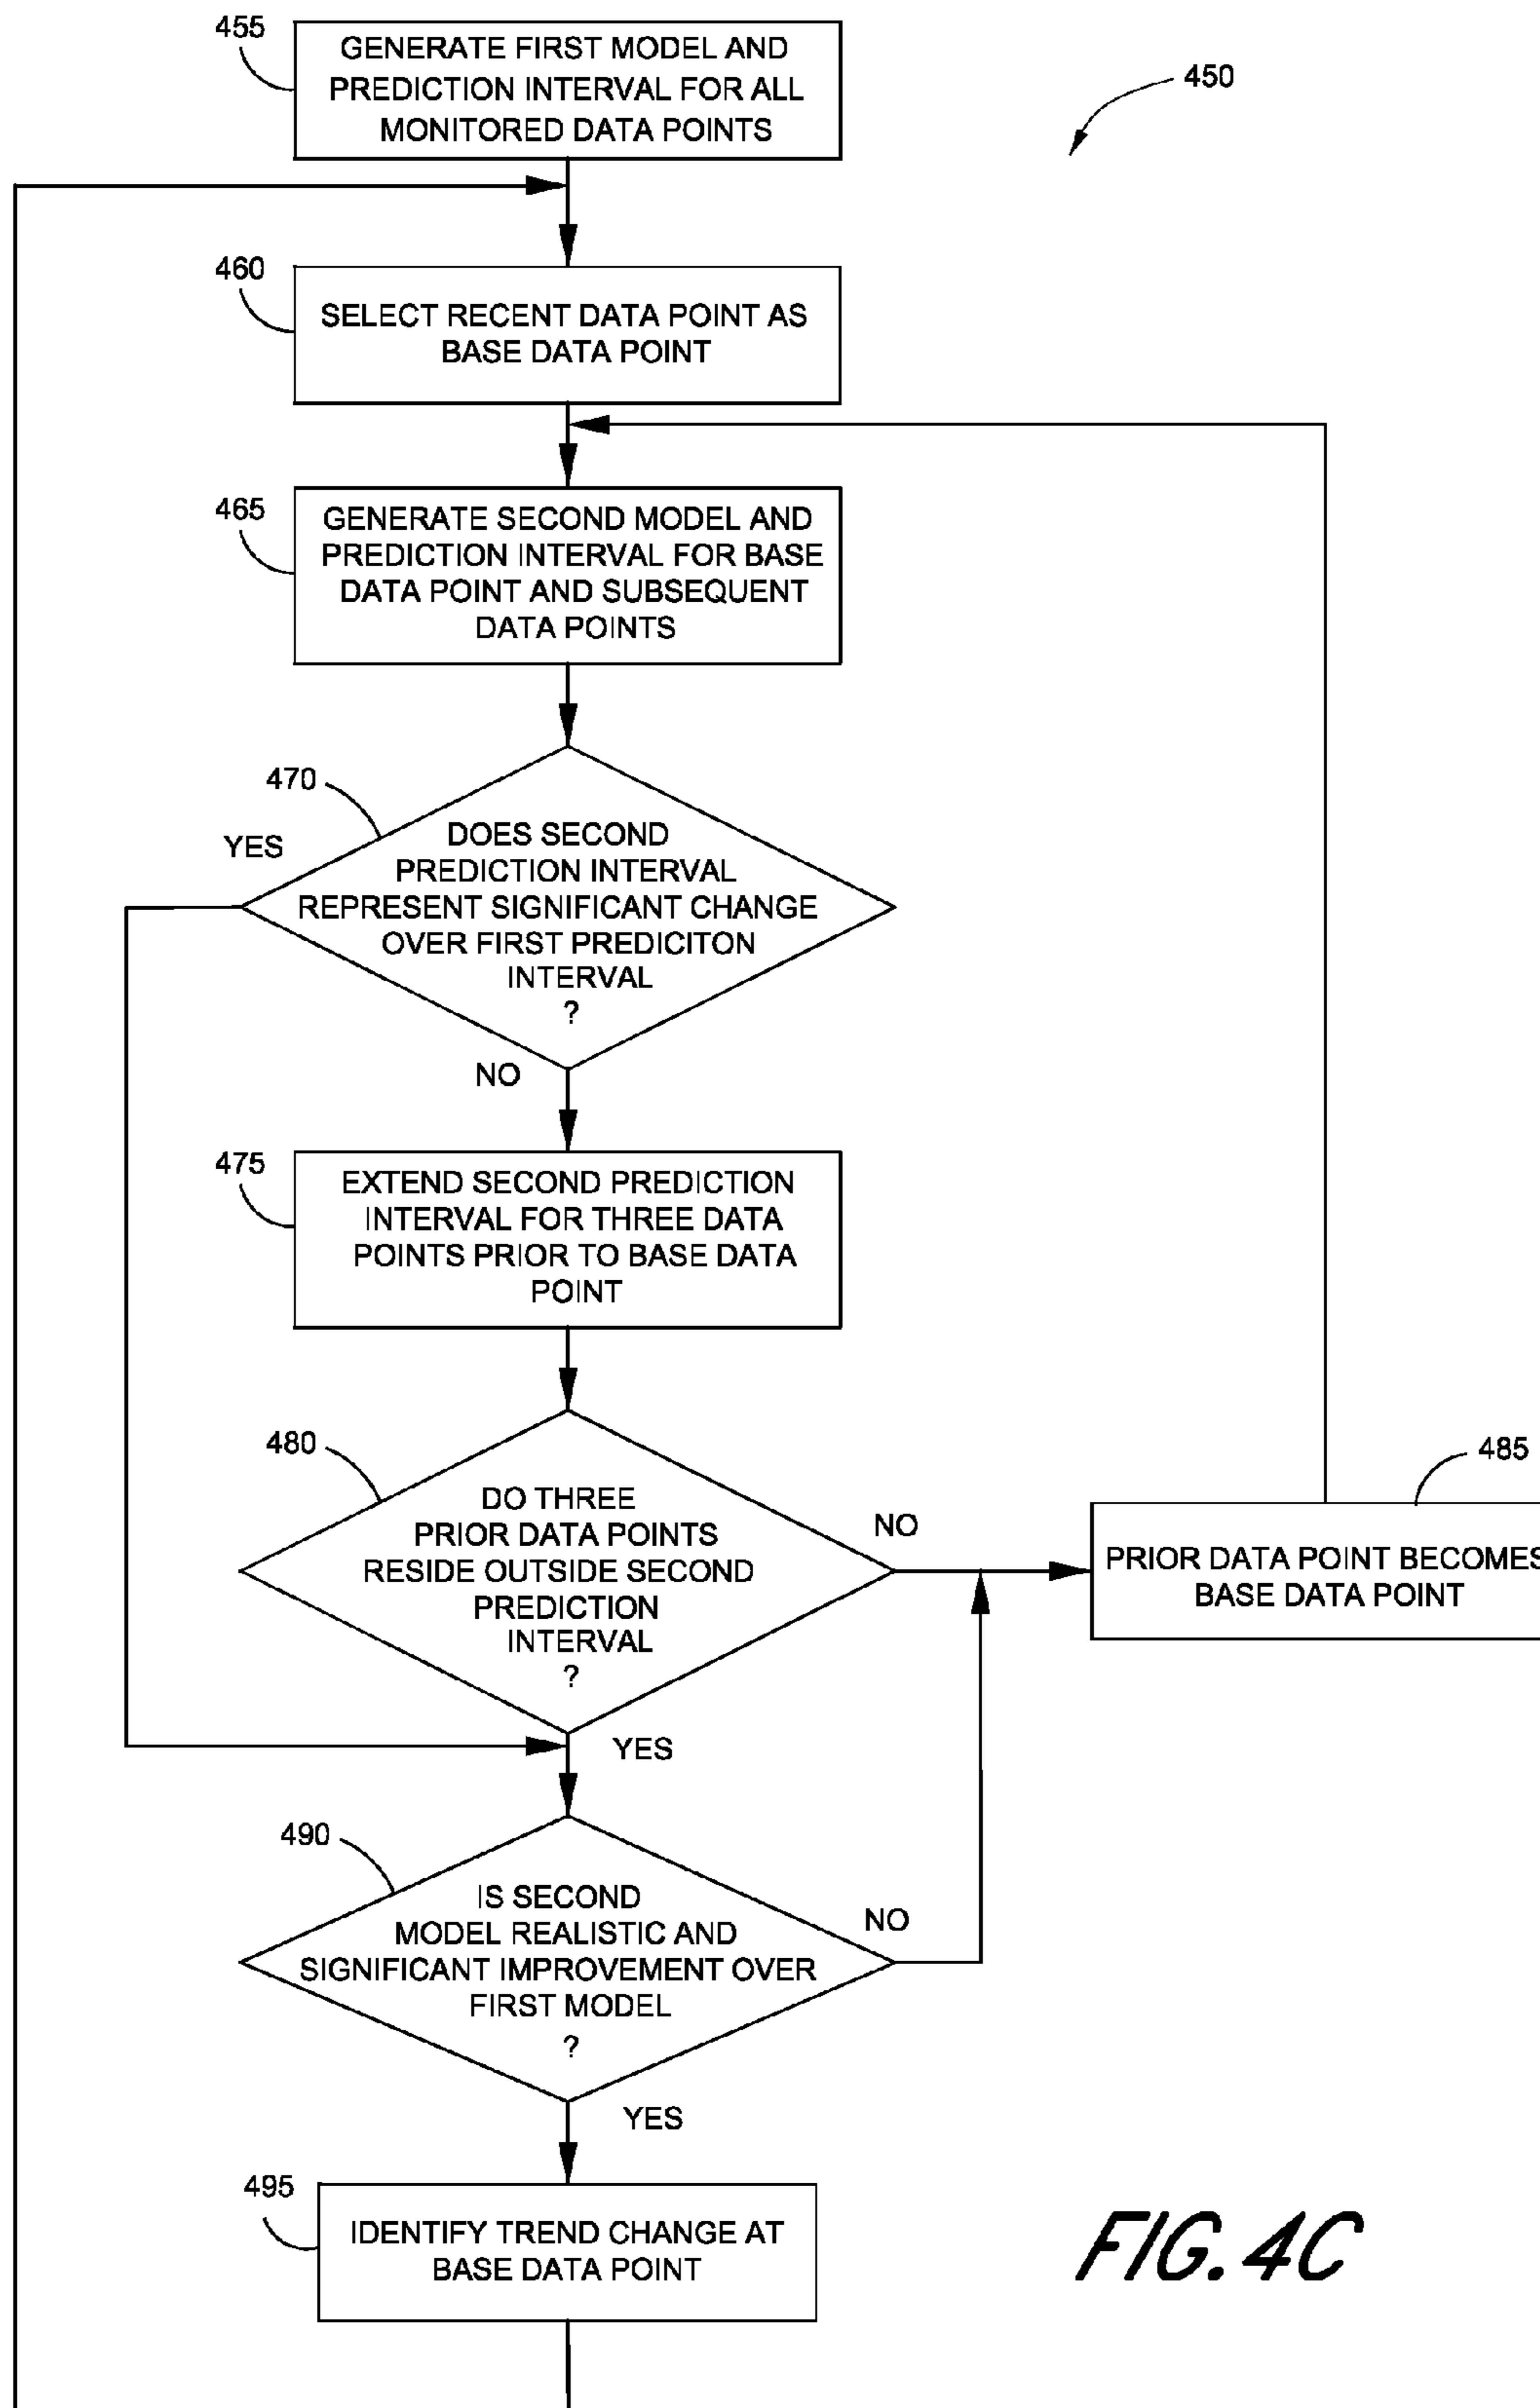 455
GENERATE FIRST MODEL AND
PREDICTION INTERVAL FOR ALL
MONITORED DATA POINTS
450
460
SELECT RECENT DATA POINT AS
BASE DATA POINT
465
GENERATE SECOND MODEL AND
PREDICTION INTERVAL FOR BASE
DATA POINT AND SUBSEQUENT
DATA POINTS
470
YES
DOES SECOND
PREDICTION INTERVAL
REPRESENT SIGNIFICANT CHANGE
OVER FIRST PREDICITON
INTERVAL
?
NO
475
EXTEND SECOND PREDICTION
INTERVAL FOR THREE DATA
POINTS PRIOR TO BASE DATA
POINT
480
DO THREE
PRIOR DATA POINTS
RESIDE OUTSIDE SECOND
PREDICTION
INTERVAL
?
NO
YES
485
PRIOR DATA POINT BECOMES
BASE DATA POINT
490
IS SECOND
MODEL REALISTIC AND
SIGNIFICANT IMPROVEMENT OVER
FIRST MODEL
?
NO
YES
495
IDENTIFY TREND CHANGE AT
BASE DATA POINT
FIG. 4C